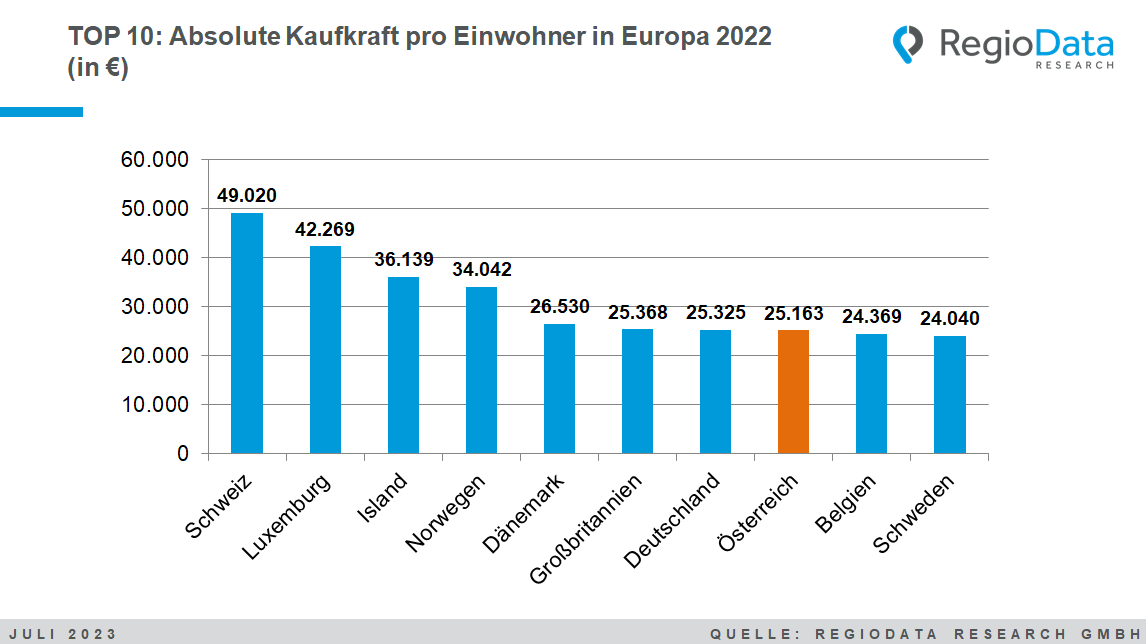 TOP 10: Absolute Kaufkraft pro Einwohner in Europa 2022
(in €)
RegioData
RESEARCH
60.000
50.000
40.000
30.000
20.000
10.000
0
49.020
42.269
36.139
34.042
26.530
25.368
25.325
25.163
24.369
24.040
Schweiz
Luxemburg
Island
Norwegen
Dänemark
Großbritannien
Deutschland
Österreich
Belgien
Schweden
JULI 2023
QUELLE: REGIODATA RESEARCH GMBH